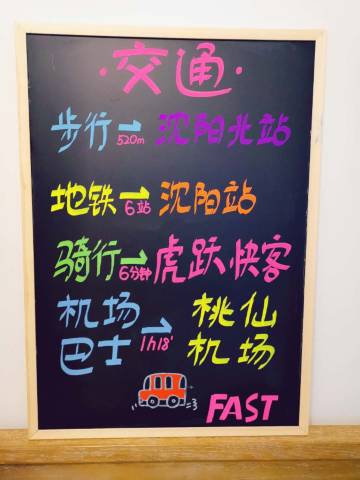 ·交通·
步行→520m 沈阳北站
地铁→6站 沈阳站
骑行→6分钟 虎跃快客
机场巴士→1h18' 桃仙机场
FAST